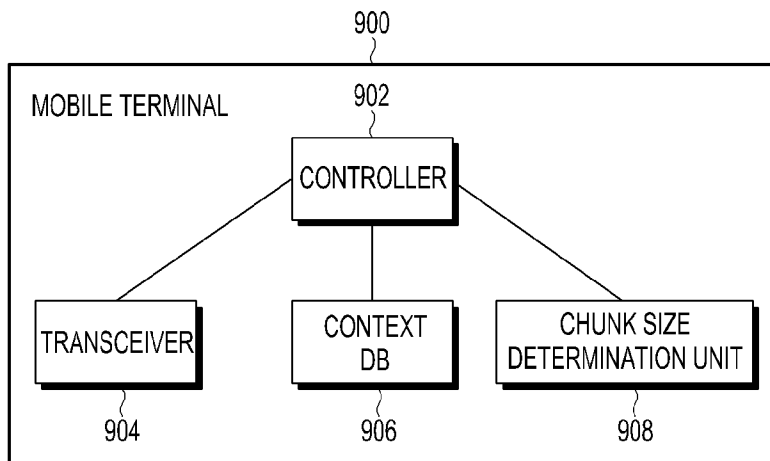 900
MOBILE TERMINAL
902
CONTROLLER
TRANSCEIVER
CONTEXT
DB
CHUNK SIZE
DETERMINATION UNIT
904
906
908